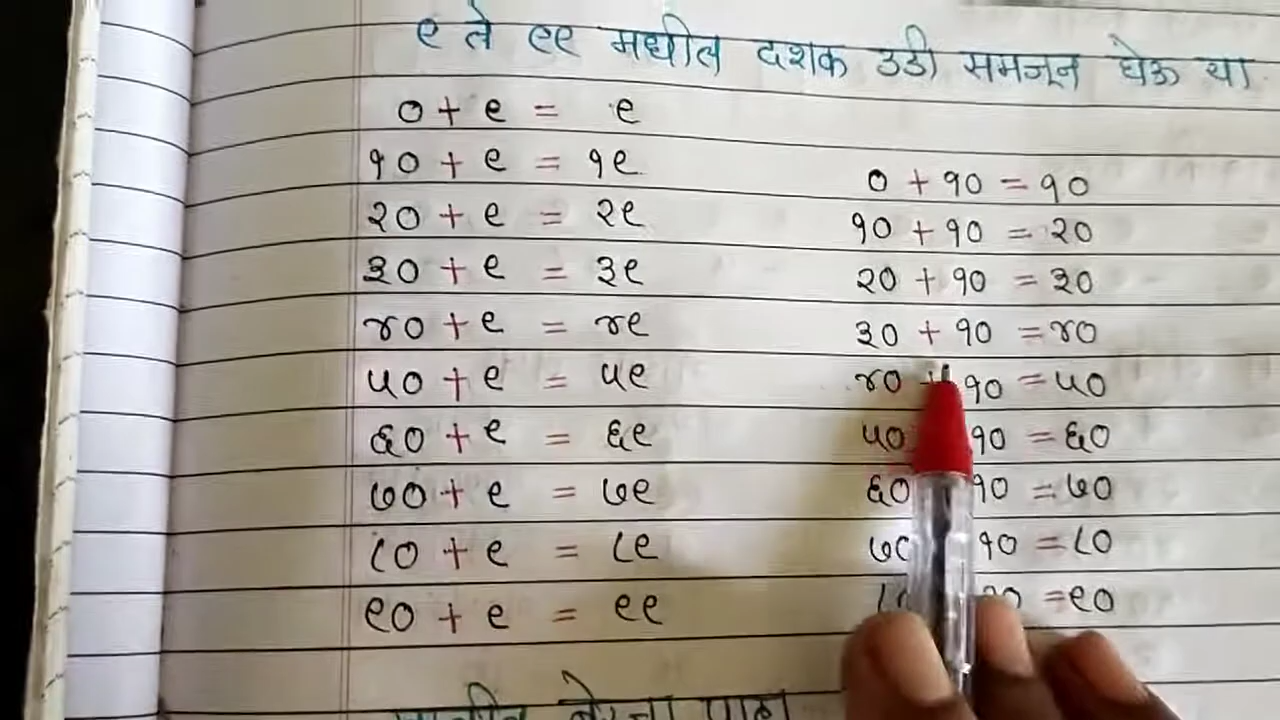 ९ ते ९९ मधील दशक उडी समजून घेऊ या
० + ९ = ९
१० + ९ = १९
२० + ९ = २९
३० + ९ = ३९
४० + ९ = ४९
५० + ९ = ५९
६० + ९ = ६९
७० + ९ = ७९
८० + ९ = ८९
९० + ९ = ९९
० + १० = १०
१० + १० = २०
२० + १० = ३०
३० + १० = ४०
४० + १० = ५०
५० १० = ६०
६० १० = ७०
७० १० = ८०
= ९०